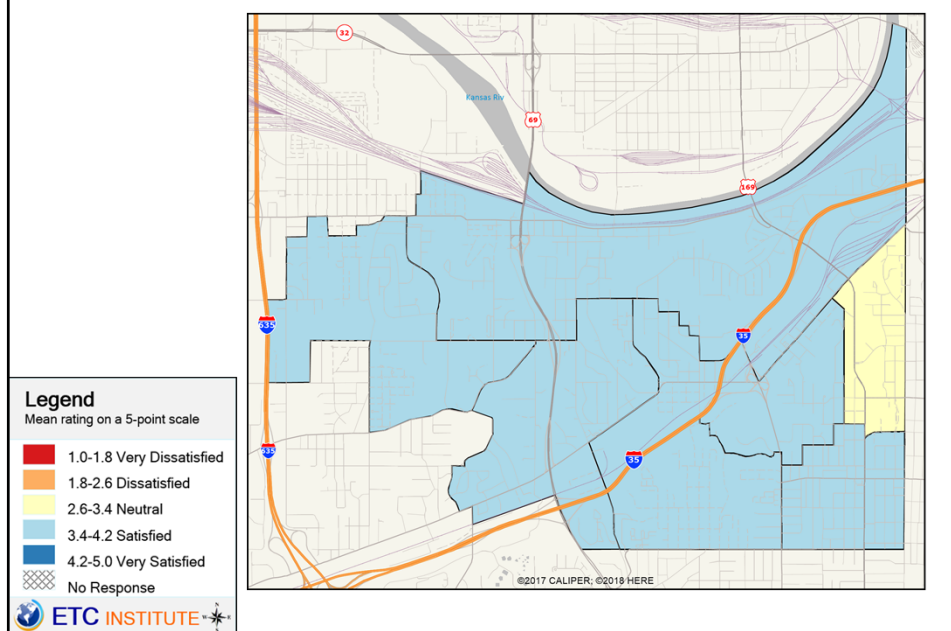 32
Kansas Riv
69
169
635
35
635
35
©2017 CALIPER; ©2018 HERE
Legend
Mean rating on a 5-point scale
1.0-1.8 Very Dissatisfied
1.8-2.6 Dissatisfied
2.6-3.4 Neutral
3.4-4.2 Satisfied
4.2-5.0 Very Satisfied
No Response
ETC INSTITUTE